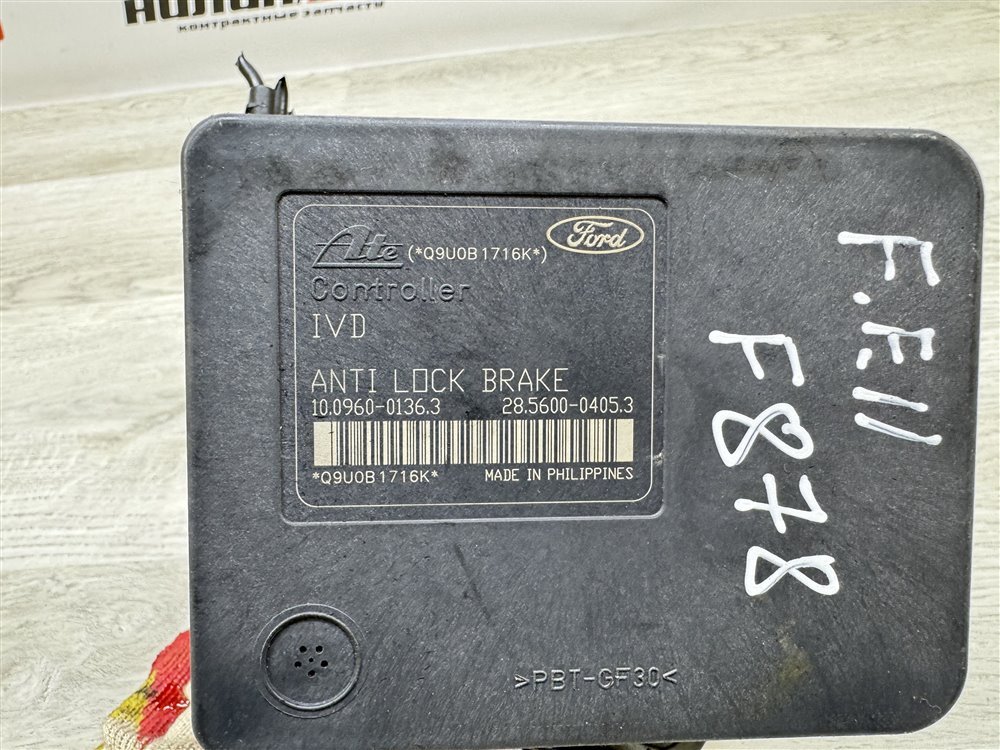 контрактные запчасти
Ate (*Q9U0B1716K*) Ford
Controller
IVD
ANTI LOCK BRAKE
10.0960-0136.3 28.5600-0405.3
*Q9U0B1716K* MADE IN PHILIPPINES
F.E11
F878
>PBT-GF30<